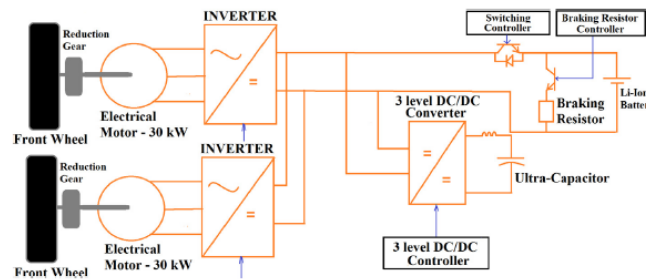 INVERTER
Switching
Controller
Braking Resistor
Controller
Reduction
Gear
Electrical
Motor - 30 kW
Front Wheel
3 level DC/DC
Converter
Braking
Resistor
Li-Ion
Batter
INVERTER
Reduction
Gear
Ultra-Capacitor
Electrical
Motor - 30 kW
Front Wheel
3 level DC/DC
Controller